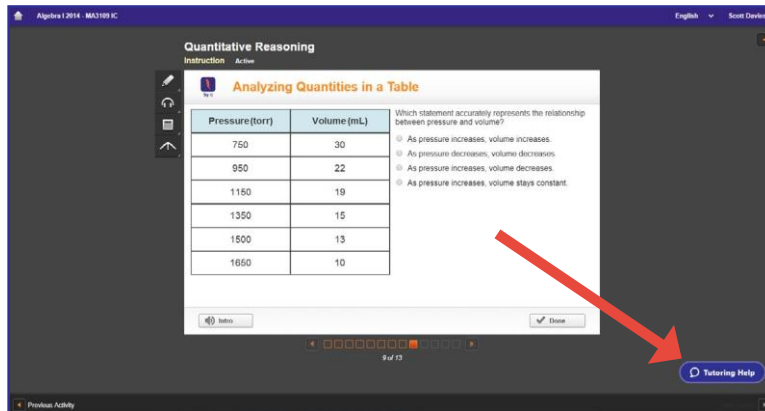 Algebra I 2014 - MA3109 IC
English
Scott Davies
Quantitative Reasoning
Instruction Active
Try It
Analyzing Quantities in a Table
Pressure (torr) Volume (mL)
750 30
950 22
1150 19
1350 15
1500 13
1650 10
Which statement accurately represents the relationship
between pressure and volume?
As pressure increases, volume increases.
As pressure decreases, volume decreases
As pressure increases, volume decreases.
As pressure increases, volume stays constant.
Intro
Done
9 of 13
Tutoring Help
Previous Activity